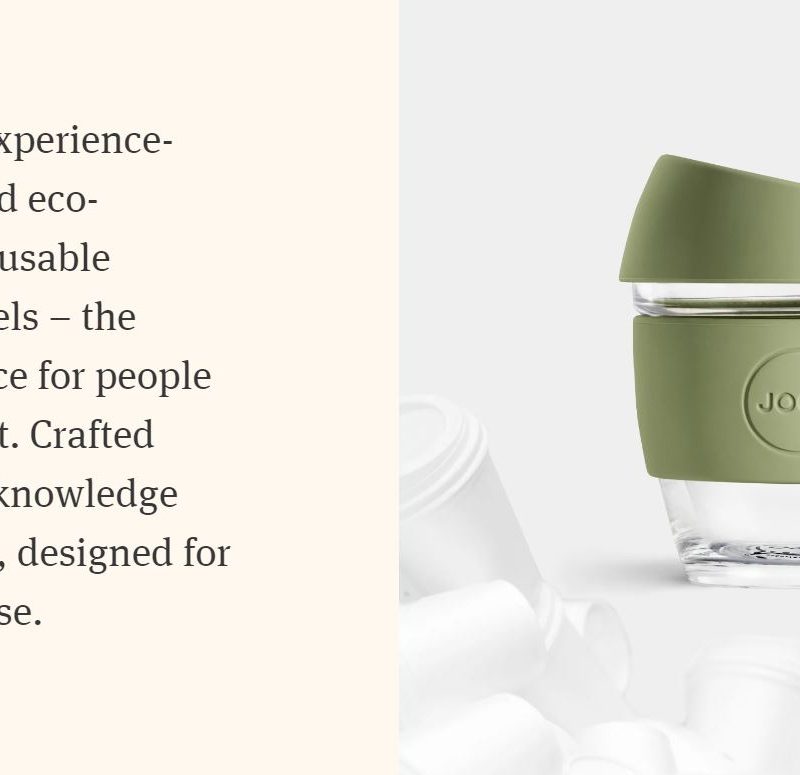 xperience-
d eco-
usable
els – the
ce for people
t. Crafted
knowledge
, designed for
se.
JO